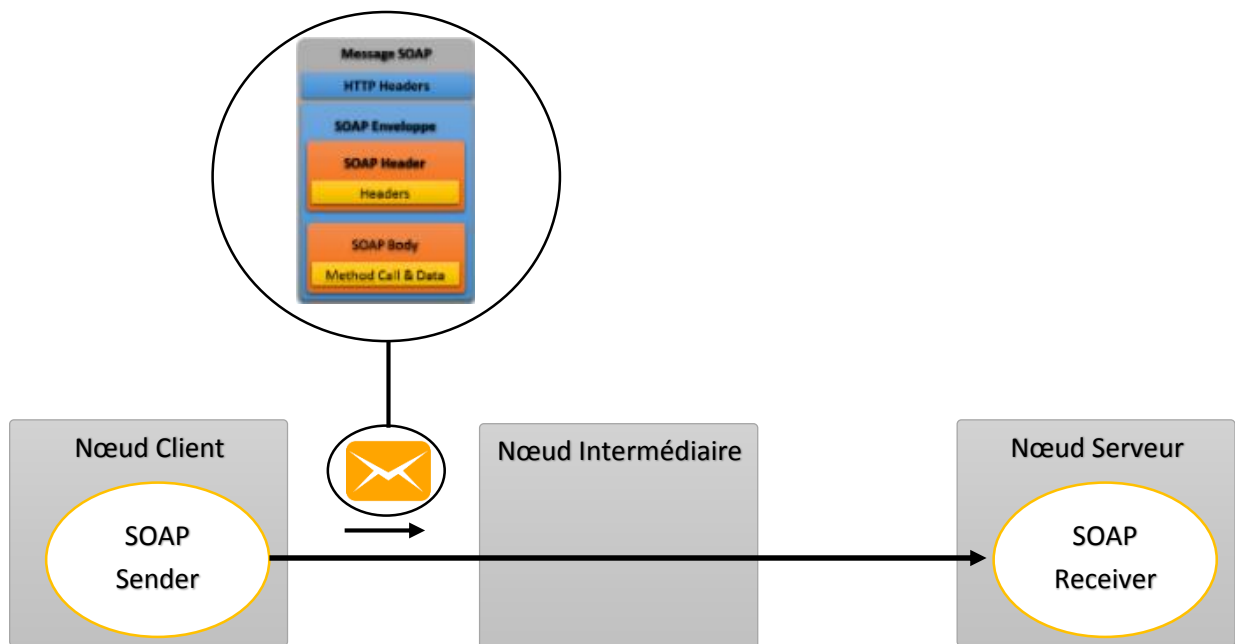 Message SOAP
HTTP Headers
SOAP Enveloppe
SOAP Header
Headers
SOAP Body
Method Call & Data
Nœud Client
SOAP
Sender
Nœud Intermédiaire
Nœud Serveur
SOAP
Receiver